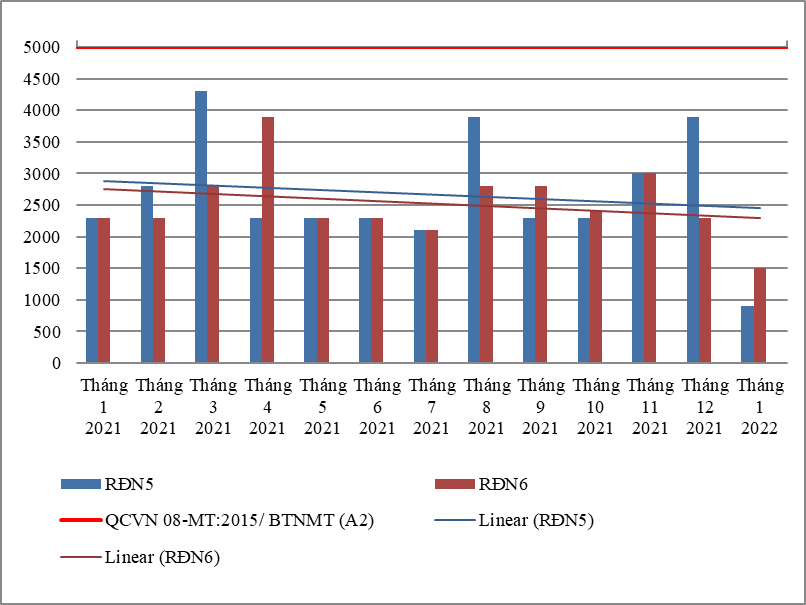 5000
4500
4000
3500
3000
2500
2000
1500
1000
500
0
Tháng Tháng Tháng Tháng Tháng Tháng Tháng Tháng Tháng Tháng Tháng Tháng Tháng
1 2 3 4 5 6 7 8 9 10 11 12 1
2021 2021 2021 2021 2021 2021 2021 2021 2021 2021 2021 2021 2022
RĐN5 RĐN6
QCVN 08-MT:2015/ BTNMT (A2) Linear (RĐN5)
Linear (RĐN6)